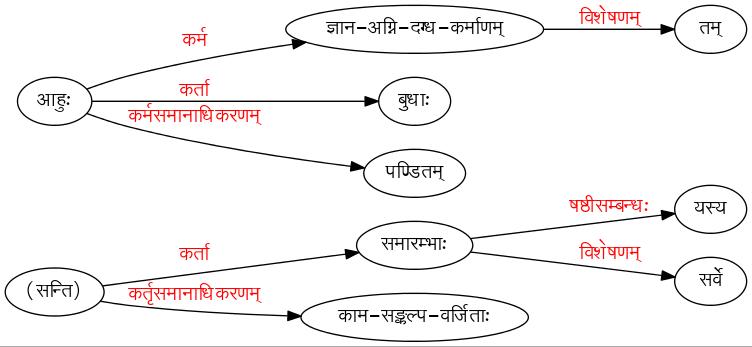 विशेषणम्
ज्ञान-अग्नि-दग्ध-कर्माणम्
तम्
कर्म
कर्ता
आहुः
बुधाः
कर्मसमानाधिकरणम्
पण्डितम्
षष्ठीसम्बन्धः
यस्य
समारम्भाः
कर्ता
विशेषणम्
सर्वे
(सन्ति)
कर्तृसमानाधिकरणम्
काम-सङ्कल्प-वर्जिताः